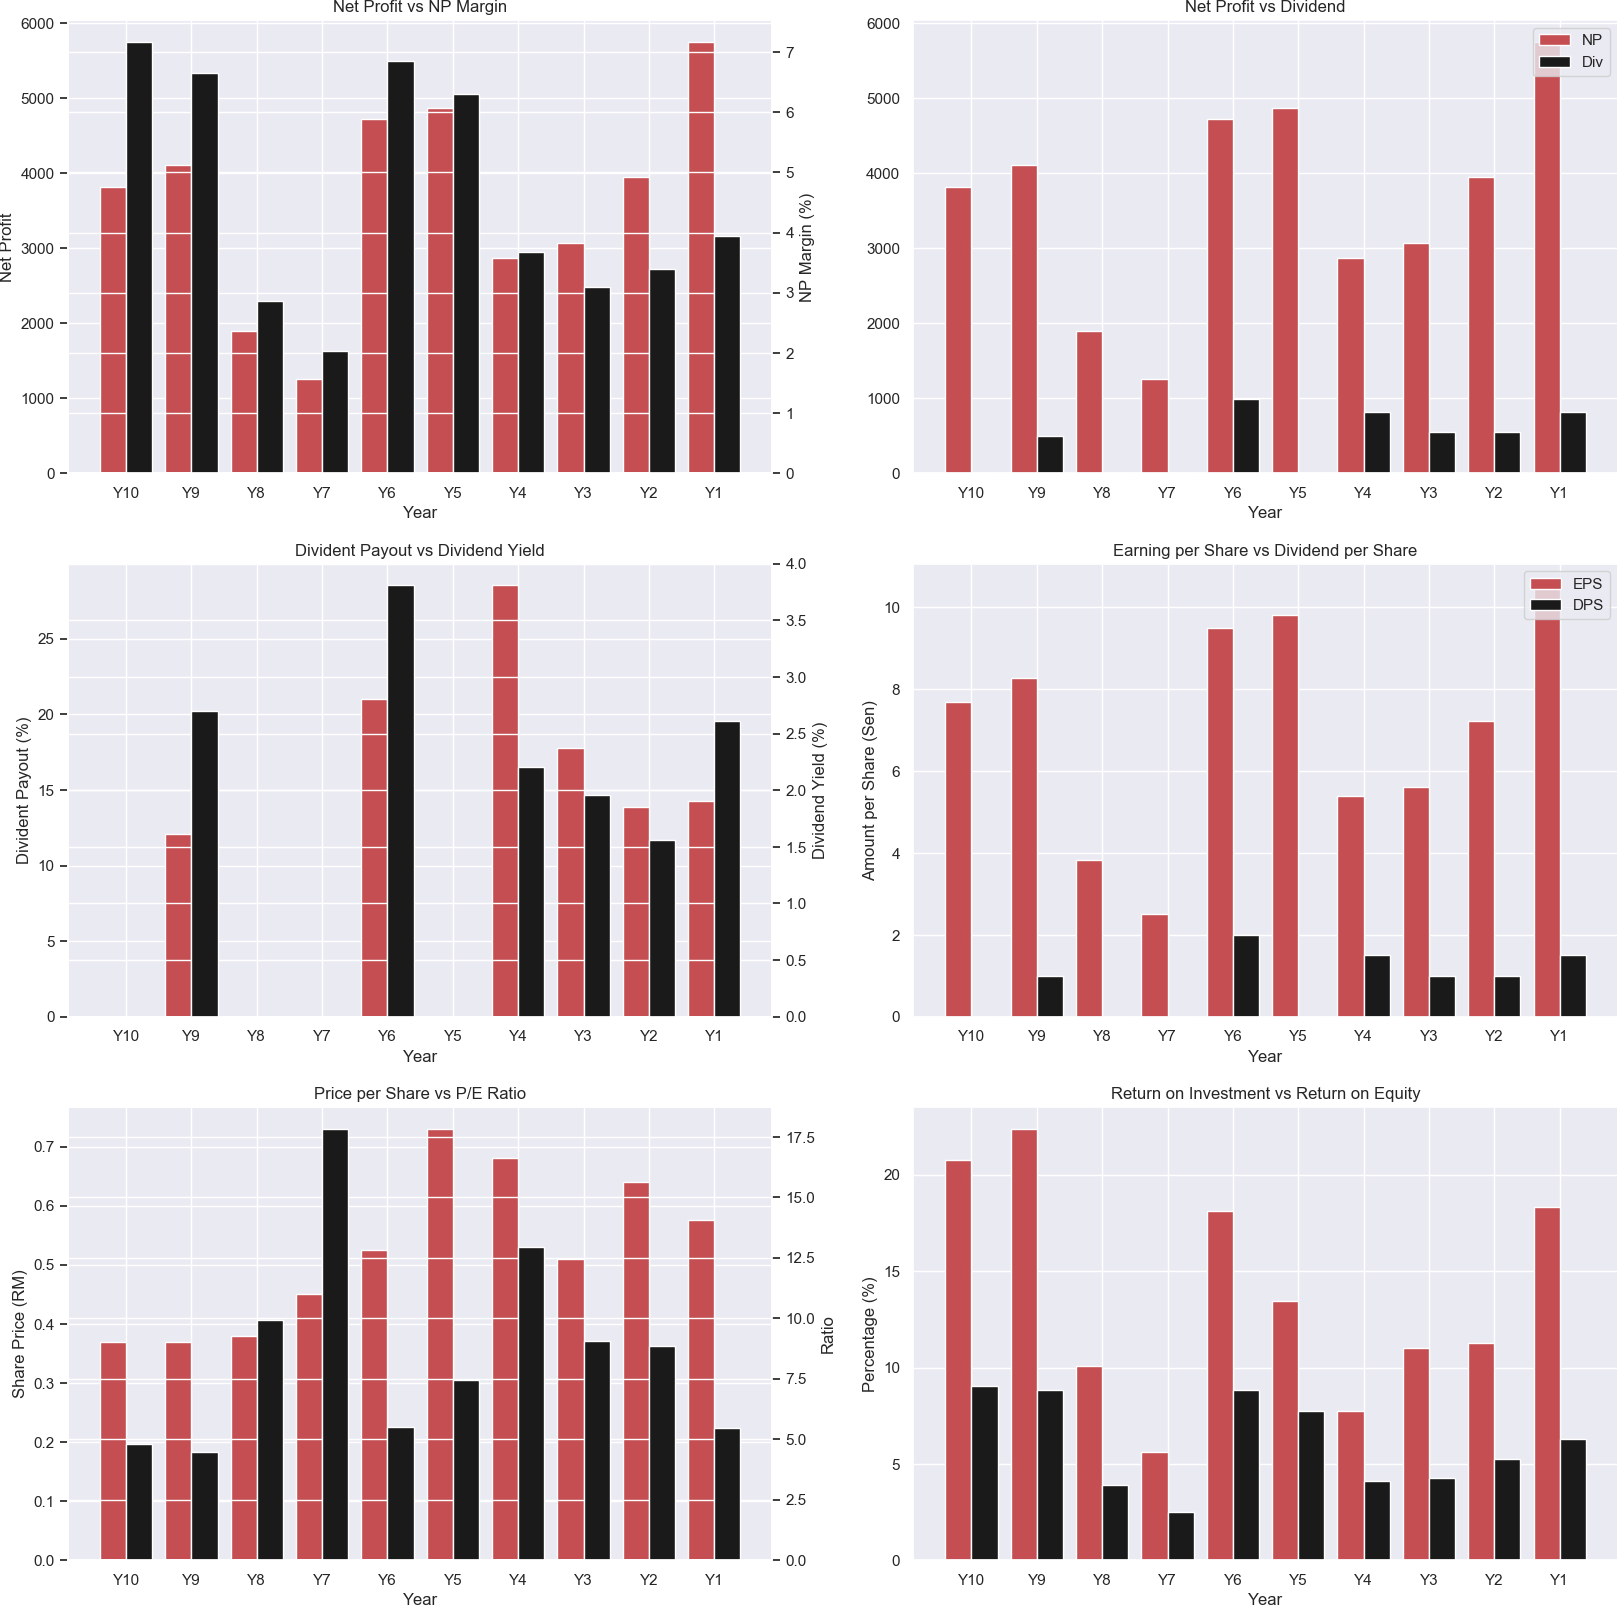 Net Profit vs NP Margin
6000
5000
4000
3000
2000
1000
0
Net Profit
7
6
5
4
3
2
1
0
NP Margin (%)
Y10 Y9 Y8 Y7 Y6 Y5 Y4 Y3 Y2 Y1
Year
Net Profit vs Dividend
NP
Div
6000
5000
4000
3000
2000
1000
0
Y10 Y9 Y8 Y7 Y6 Y5 Y4 Y3 Y2 Y1
Year
Divident Payout vs Dividend Yield
25
20
15
10
5
0
Divident Payout (%)
4.0
3.5
3.0
2.5
2.0
1.5
1.0
0.5
0.0
Dividend Yield (%)
Y10 Y9 Y8 Y7 Y6 Y5 Y4 Y3 Y2 Y1
Year
Earning per Share vs Dividend per Share
EPS
DPS
10
8
6
4
2
0
Amount per Share (Sen)
Y10 Y9 Y8 Y7 Y6 Y5 Y4 Y3 Y2 Y1
Year
Price per Share vs P/E Ratio
0.7
0.6
0.5
0.4
0.3
0.2
0.1
0.0
Share Price (RM)
17.5
15.0
12.5
10.0
7.5
5.0
2.5
0.0
Ratio
Y10 Y9 Y8 Y7 Y6 Y5 Y4 Y3 Y2 Y1
Year
Return on Investment vs Return on Equity
20
15
10
5
0
Percentage (%)
Y10 Y9 Y8 Y7 Y6 Y5 Y4 Y3 Y2 Y1
Year